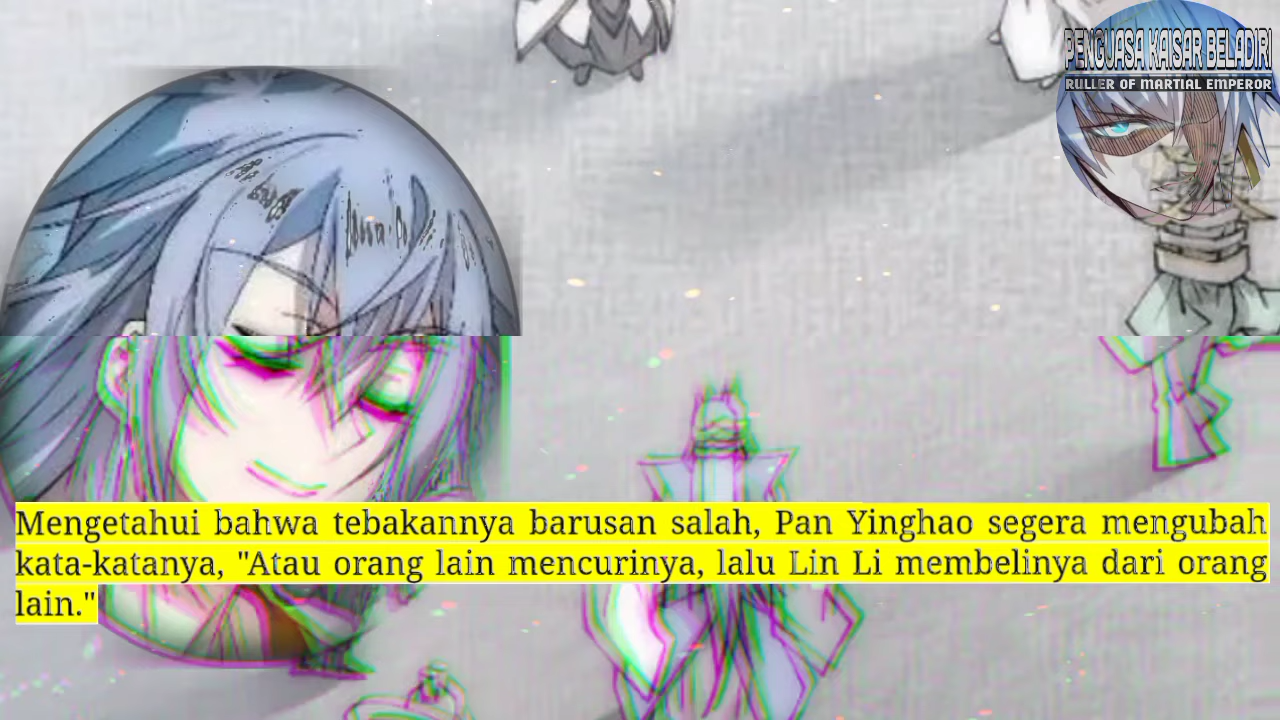 PENGUASA KAISAR BELADIRI
RULLER OF MARTIAL EMPEROR
Mengetahui bahwa tebakannya barusan salah, Pan Yinghao segera mengubah
kata-katanya, "Atau orang lain mencurinya, lalu Lin Li membelinya dari orang
lain."